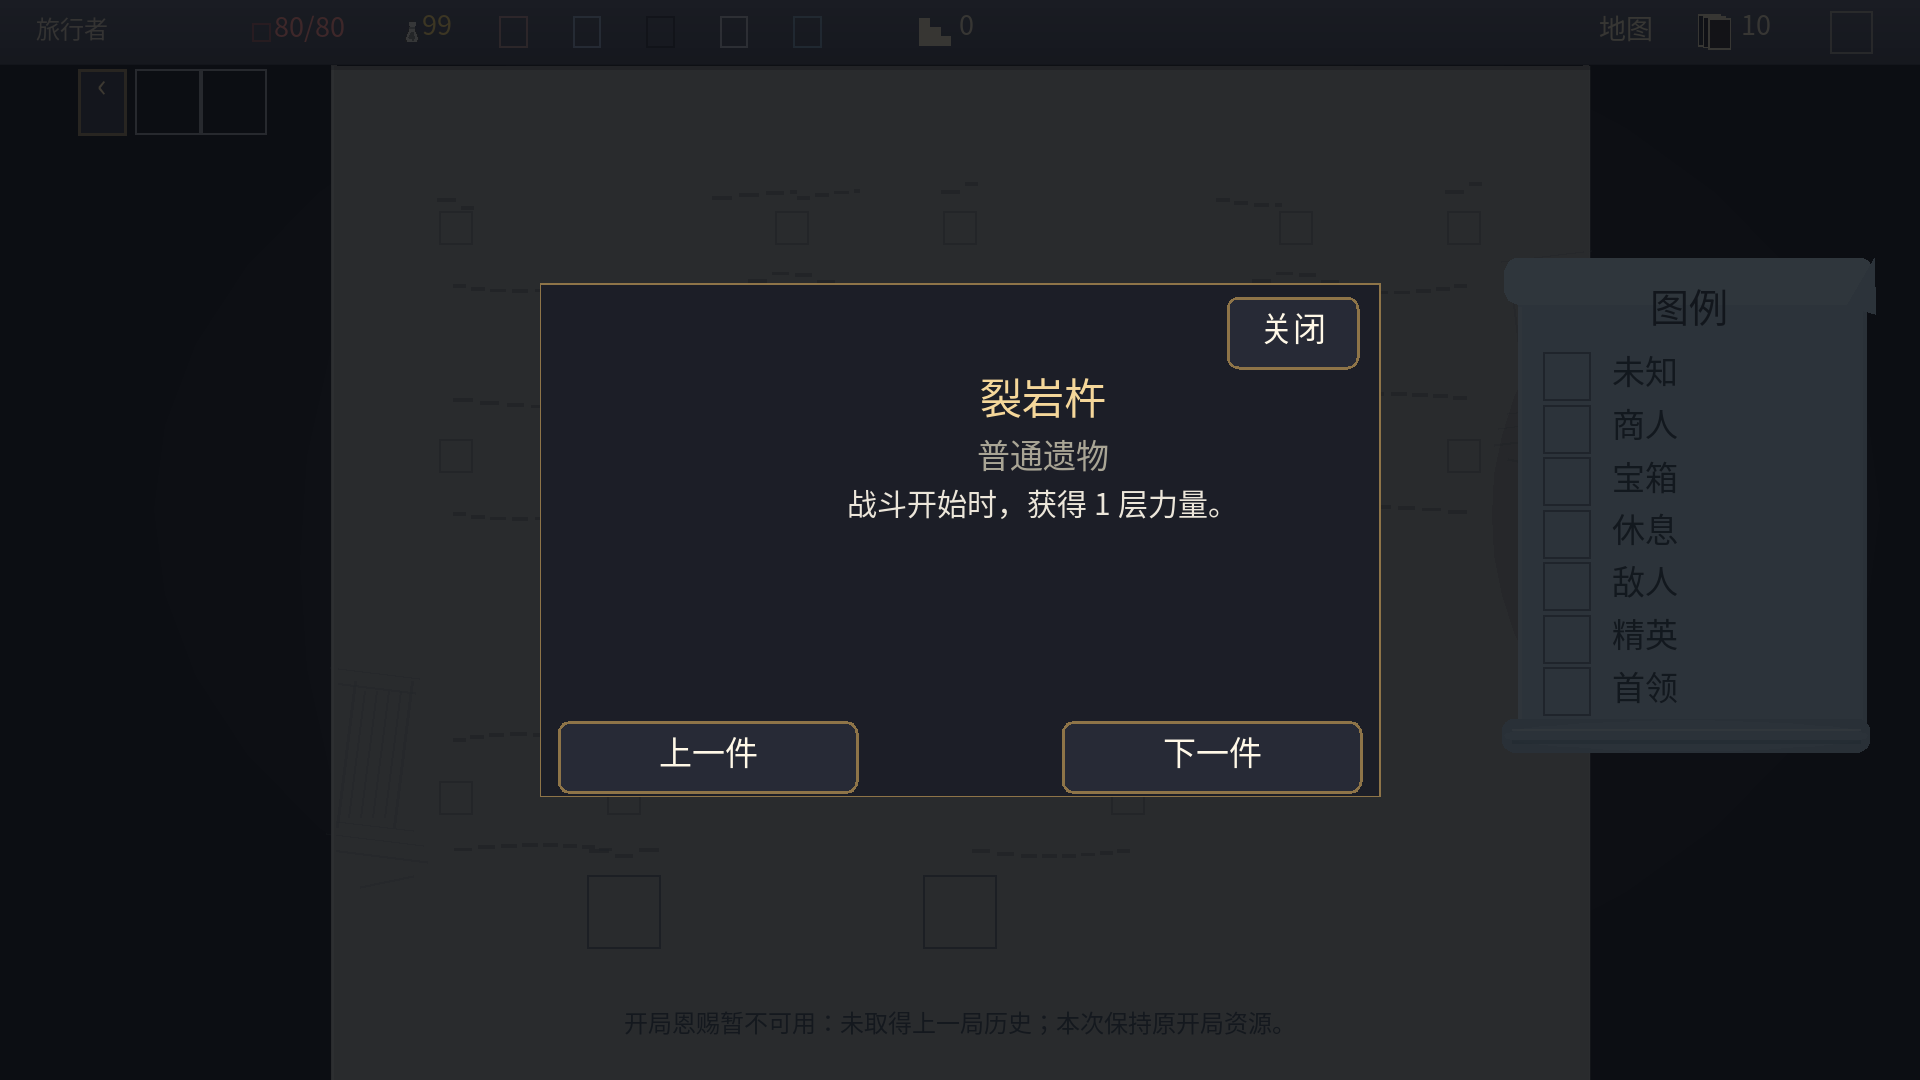 旅行者
80/80
99
0
地图
10
‹
关闭
裂岩杵
普通遗物
战斗开始时，获得 1 层力量。
上一件
下一件
图例
未知
商人
宝箱
休息
敌人
精英
首领
开局恩赐暂不可用：未取得上一局历史；本次保持原开局资源。